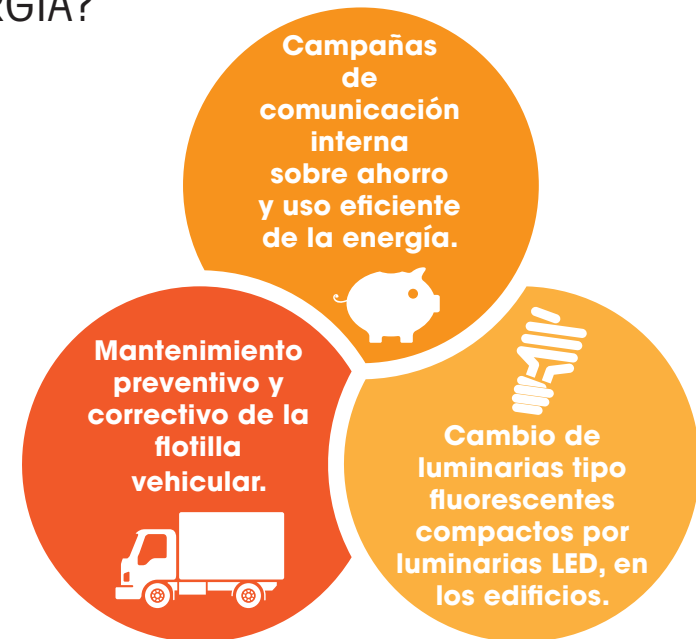 RGÍA?
Campañas
de
comunicación
interna
sobre ahorro
y uso eficiente
de la energía.
Mantenimiento
preventivo y
correctivo de la
flotilla
vehicular.
Cambio de
luminarias tipo
fluorescentes
compactos por
luminarias LED, en
los edificios.